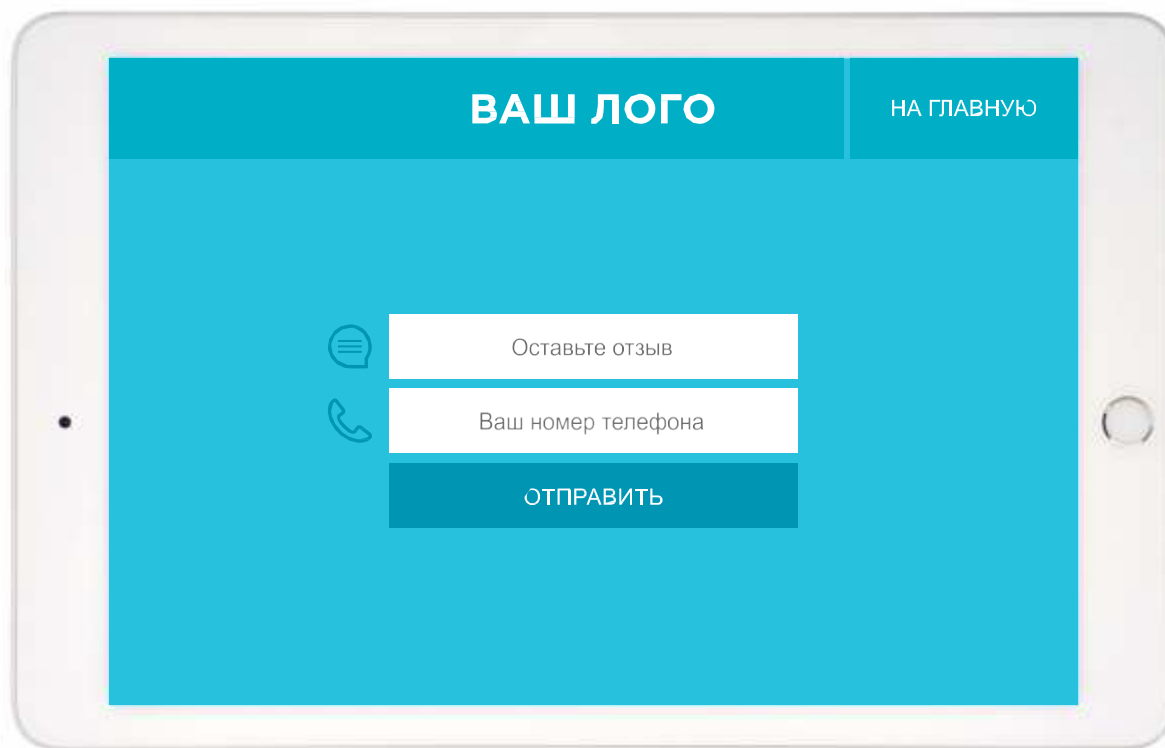 ВАШ ЛОГО
НА ГЛАВНУЮ
Оставьте отзыв
Ваш номер телефона
ОТПРАВИТЬ